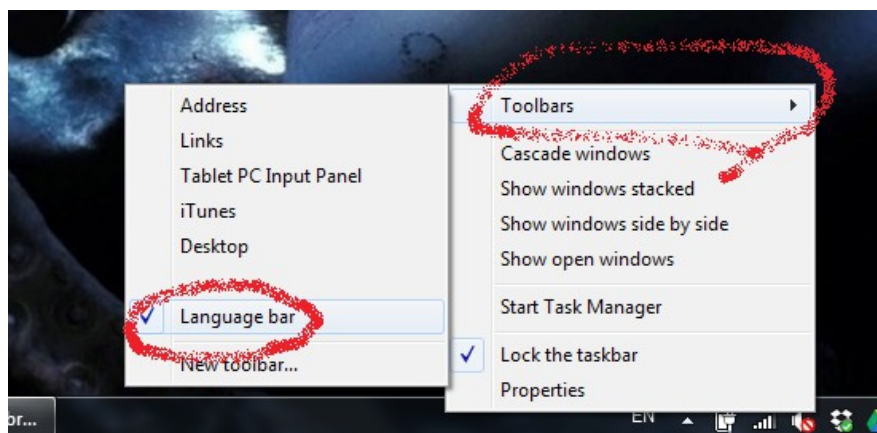 Address
Links
Tablet PC Input Panel
iTunes
Desktop
Language bar
New toolbar...
Toolbars
Cascade windows
Show windows stacked
Show windows side by side
Show open windows
Start Task Manager
Lock the taskbar
Properties
or...
EN